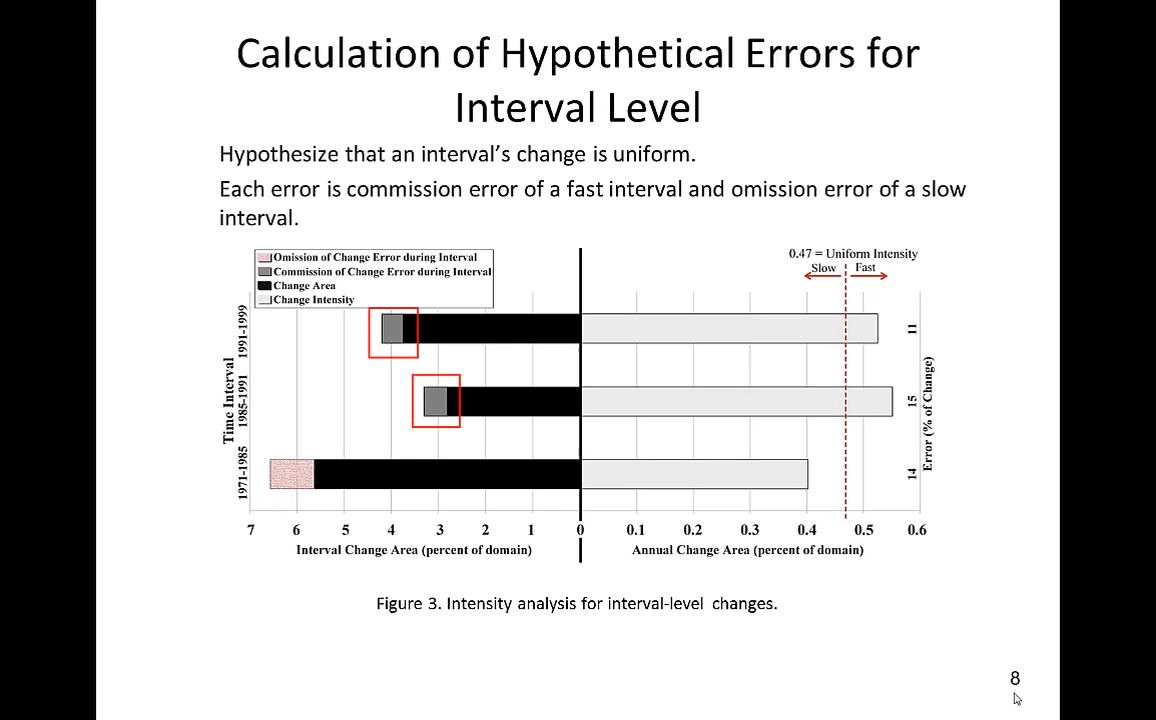 Calculation of Hypothetical Errors for
Interval Level
Hypothesize that an interval's change is uniform.
Each error is commission error of a fast interval and omission error of a slow
interval.
Omission of Change Error during Interval
Commission of Change Error during Interval
Change Area
Change Intensity
0.47 = Uniform Intensity
Slow Fast
Time Interval
1991-1999
1985-1991
1971-1985
11
15
14
Error (% of Change)
7 6 5 4 3 2 1 0 0.1 0.2 0.3 0.4 0.5 0.6
Interval Change Area (percent of domain) Annual Change Area (percent of domain)
Figure 3. Intensity analysis for interval-level changes.
8